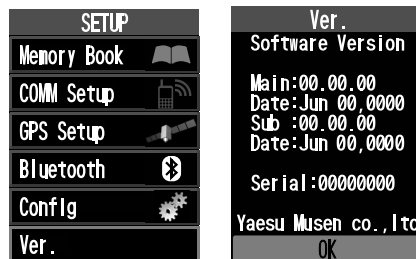 SETUP
Memory Book
COMM Setup
GPS Setup
Bluetooth
Config
Ver.
Ver.
Software Version
Main:00.00.00
Date:Jun 00,0000
Sub :00.00.00
Date:Jun 00,0000
Serial:00000000
Yaesu Musen co.,ltd
OK